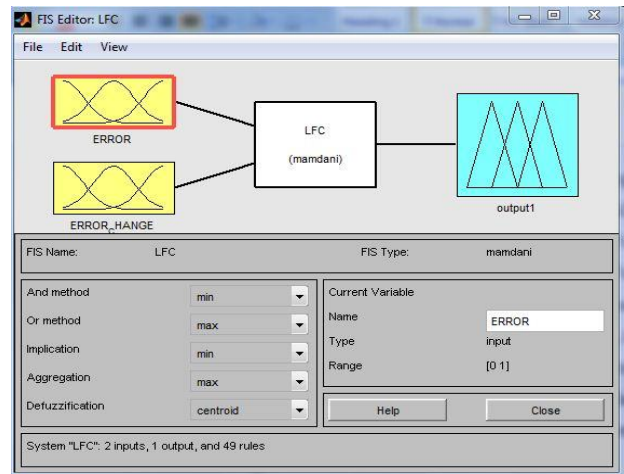 FIS Editor: LFC
File Edit View
ERROR
LFC
(mamdani)
ERROR_CHANGE
output1
FIS Name: LFC FIS Type: mamdani
And method min
Or method max
Implication min
Aggregation max
Defuzzification centroid
Current Variable
Name ERROR
Type input
Range [0 1]
Help Close
System "LFC": 2 inputs, 1 output, and 49 rules